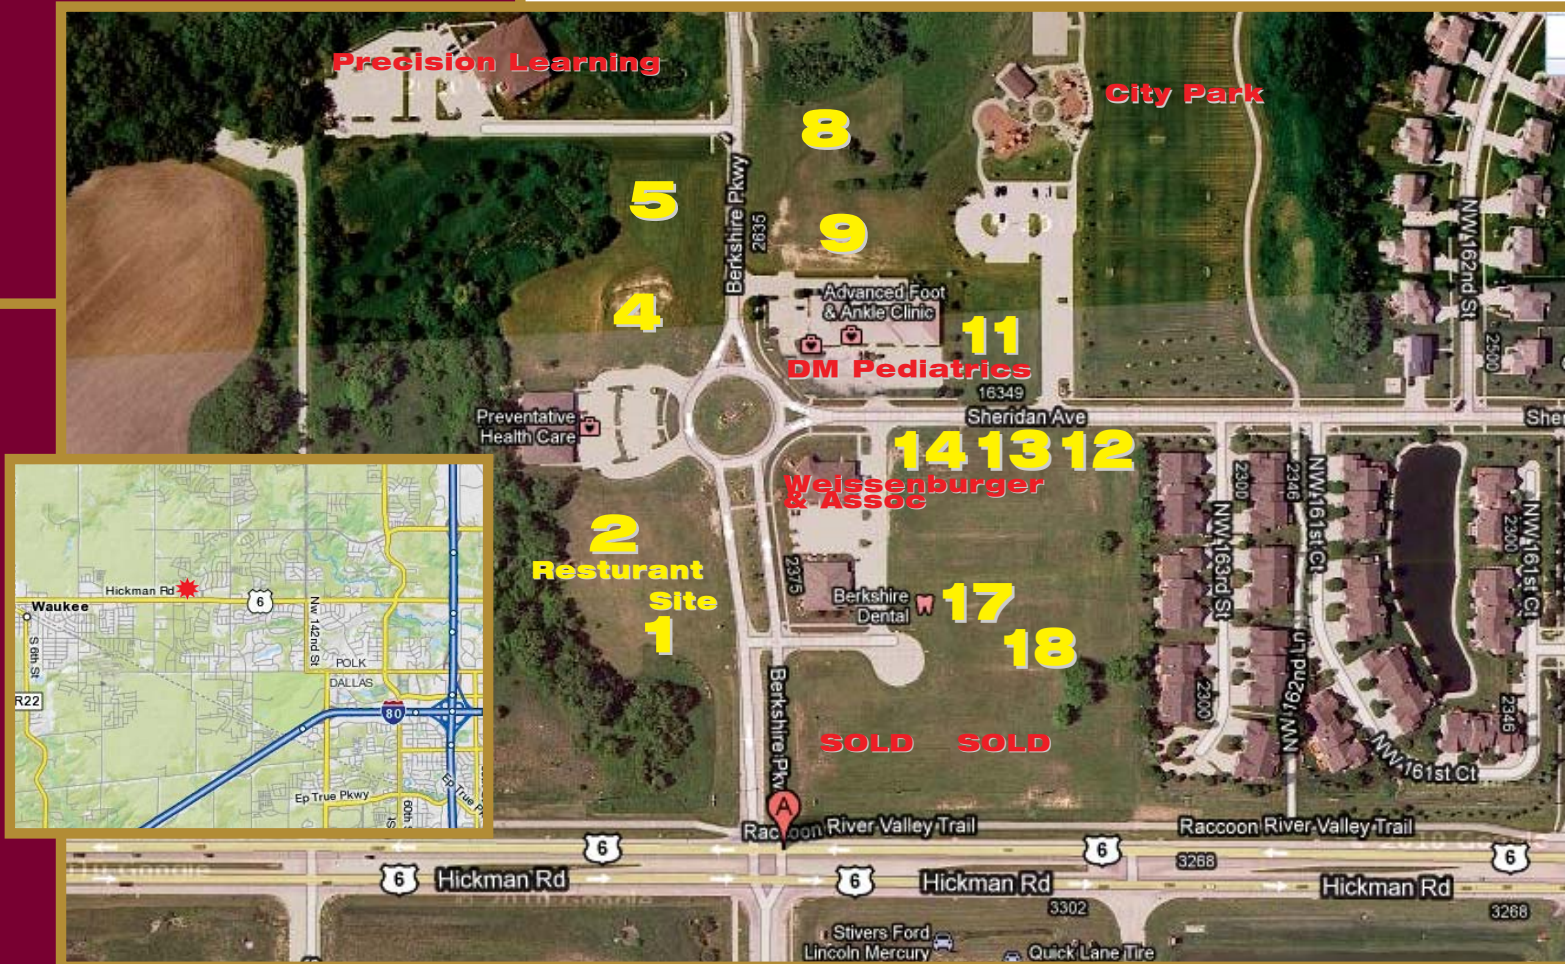 Precision Learning
City Park
8
5
Berkshire Pkwy
2635
9
NW 162nd St
4
Advanced Foot
& Ankle Clinic
11
2500
DM Pediatrics
16349
Sheridan Ave
Preventative
Health Care
14 13 12
Weissenburger
& Assoc
2300
2346
NW 161st Ct
NW 163rd St
2300
NW 161st Ct
2
Resturant
Site
1
2375
Berkshire
Dental
17
18
2300
NW 162nd Ln
2346
NW 161st Ct
Berkshire Pkw
SOLD SOLD
A
Raccoon River Valley Trail
Raccoon River Valley Trail
6
6
6
3268
6
Hickman Rd
6
Hickman Rd
Hickman Rd
3302
3268
Stivers Ford
Lincoln Mercury
Quick Lane Tire
Hickman Rd
6
Waukee
S 6th St
Nw 142nd St
POLK
DALLAS
R22
80
Ep True Pkwy
60th
St
Ep True P